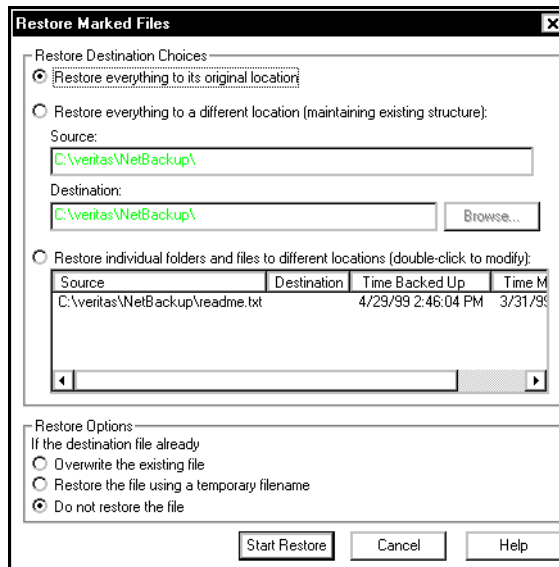 Restore Marked Files
Restore Destination Choices
Restore everything to its original location
Restore everything to a different location (maintaining existing structure):
Source:
C:\veritas\NetBackup\
Destination:
C:\veritas\NetBackup\
Browse...
Restore individual folders and files to different locations (double-click to modify):
Source Destination Time Backed Up Time M
C:\veritas\NetBackup\readme.txt 4/29/99 2:46:04 PM 3/31/99
Restore Options
If the destination file already
Overwrite the existing file
Restore the file using a temporary filename
Do not restore the file
Start Restore Cancel Help